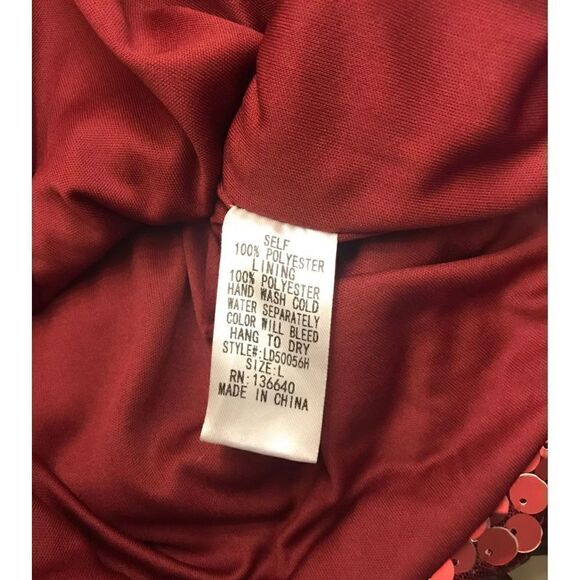 SELF
100% POLYESTER
LINING
100% POLYESTER
HAND WASH COLD
WATER SEPARATELY
COLOR WILL BLEED
HANG TO DRY
STYLE#:LD50056H
SIZE:L
RN:136640
MADE IN CHINA